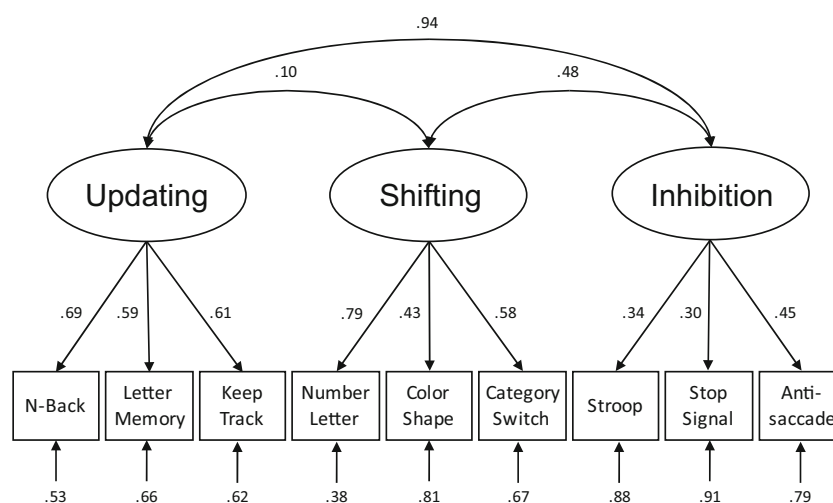 .94
.10
.48
Updating
Shifting
Inhibition
.69
.59
.61
.79
.43
.58
.34
.30
.45
N-Back
Letter
Memory
Keep
Track
Number
Letter
Color
Shape
Category
Switch
Stroop
Stop
Signal
Anti-
saccade
.53
.66
.62
.38
.81
.67
.88
.91
.79